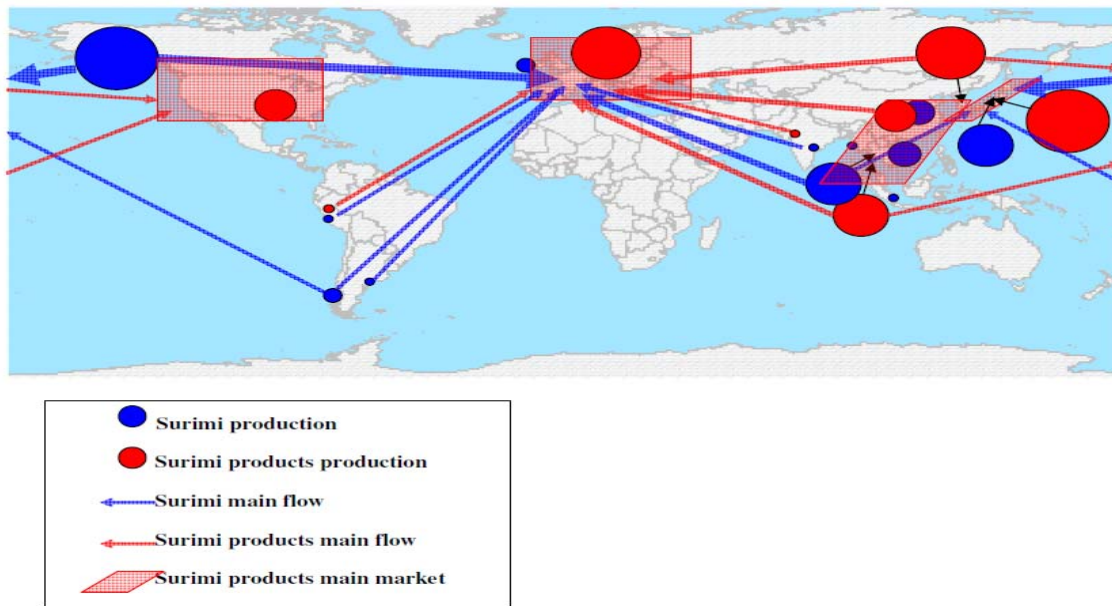 Surimi production
Surimi products production
Surimi main flow
Surimi products main flow
Surimi products main market